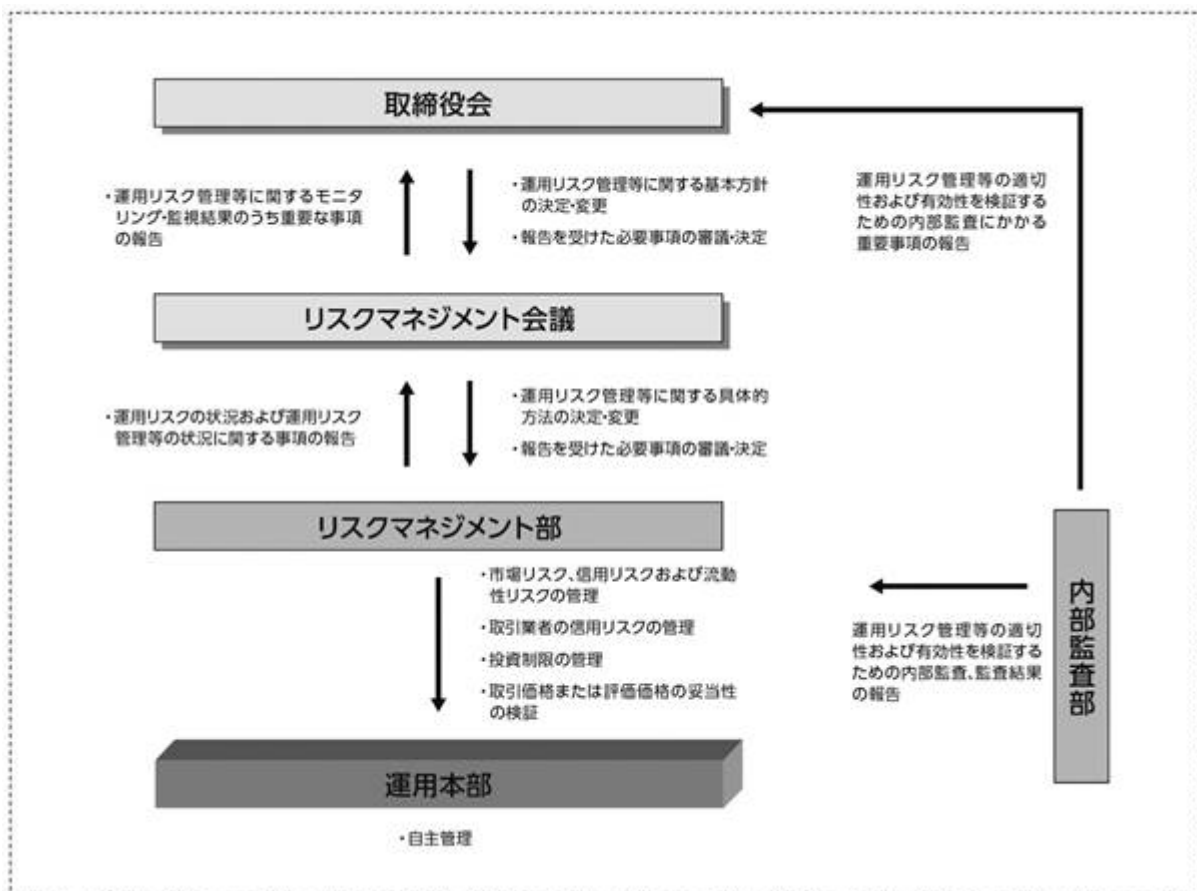 取締役会
・運用リスク管理等に関するモニタ
リング・監視結果のうち重要な事項
の報告
・運用リスク管理等に関する基本方針
の決定・変更
・報告を受けた必要事項の審議・決定
運用リスク管理等の適切
性および有効性を検証する
ための内部監査にかかる
重要事項の報告
リスクマネジメント会議
・運用リスクの状況および運用リスク
管理等の状況に関する事項の報告
・運用リスク管理等に関する具体的
方法の決定・変更
・報告を受けた必要事項の審議・決定
リスクマネジメント部
・市場リスク、信用リスクおよび流動
性リスクの管理
・取引業者の信用リスクの管理
・投資制限の管理
・取引価格または評価価格の妥当性
の検証
運用リスク管理等の適切
性および有効性を検証する
ための内部監査、監査結果
の報告
内部監査部
運用本部
・自主管理